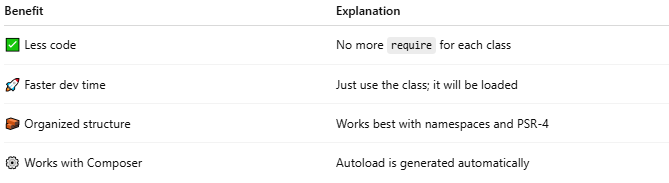 Benefit Explanation
✅ Less code No more require for each class
🚀 Faster dev time Just use the class; it will be loaded
🧱 Organized structure Works best with namespaces and PSR-4
⚙️ Works with Composer Autoload is generated automatically